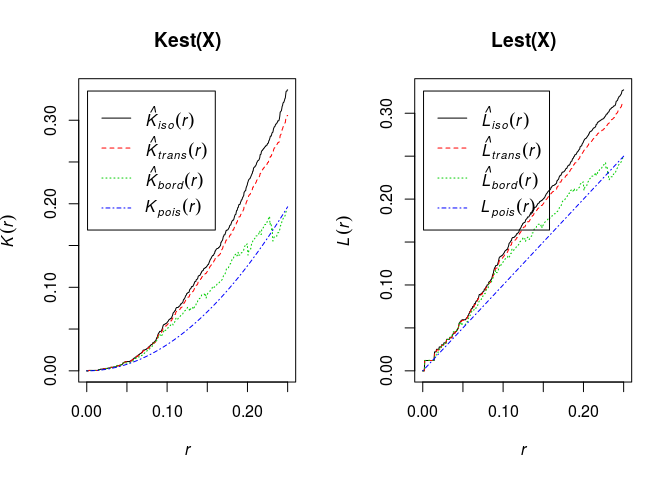 Kest(X)
K(r)
0.00 0.10 0.20 0.30
K̂iso(r)
K̂trans(r)
K̂bord(r)
Kpois(r)
0.00 0.10 0.20
r
Lest(X)
L(r)
0.00 0.10 0.20 0.30
L̂iso(r)
L̂trans(r)
L̂bord(r)
Lpois(r)
0.00 0.10 0.20
r